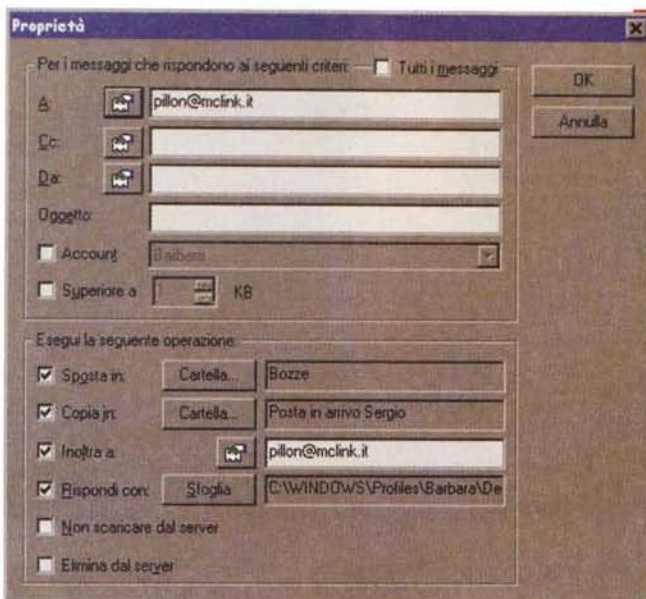 Proprietà
Per i messaggi che rispondono ai seguenti criteri: Tutti i messaggi
OK
A: pillon@mclink.it
Annulla
Cc:
Da:
Oggetto:
Account Barbara
Superiore a 1 KB
Esegui la seguente operazione:
Sposta in: Cartella... Bozze
Copia in: Cartella... Posta in arrivo Sergio
Inoltra a: pillon@mclink.it
Rispondi con: Sfoglia C:\WINDOWS\Profiles\Barbara\De
Non scaricare dal server
Elimina dal server